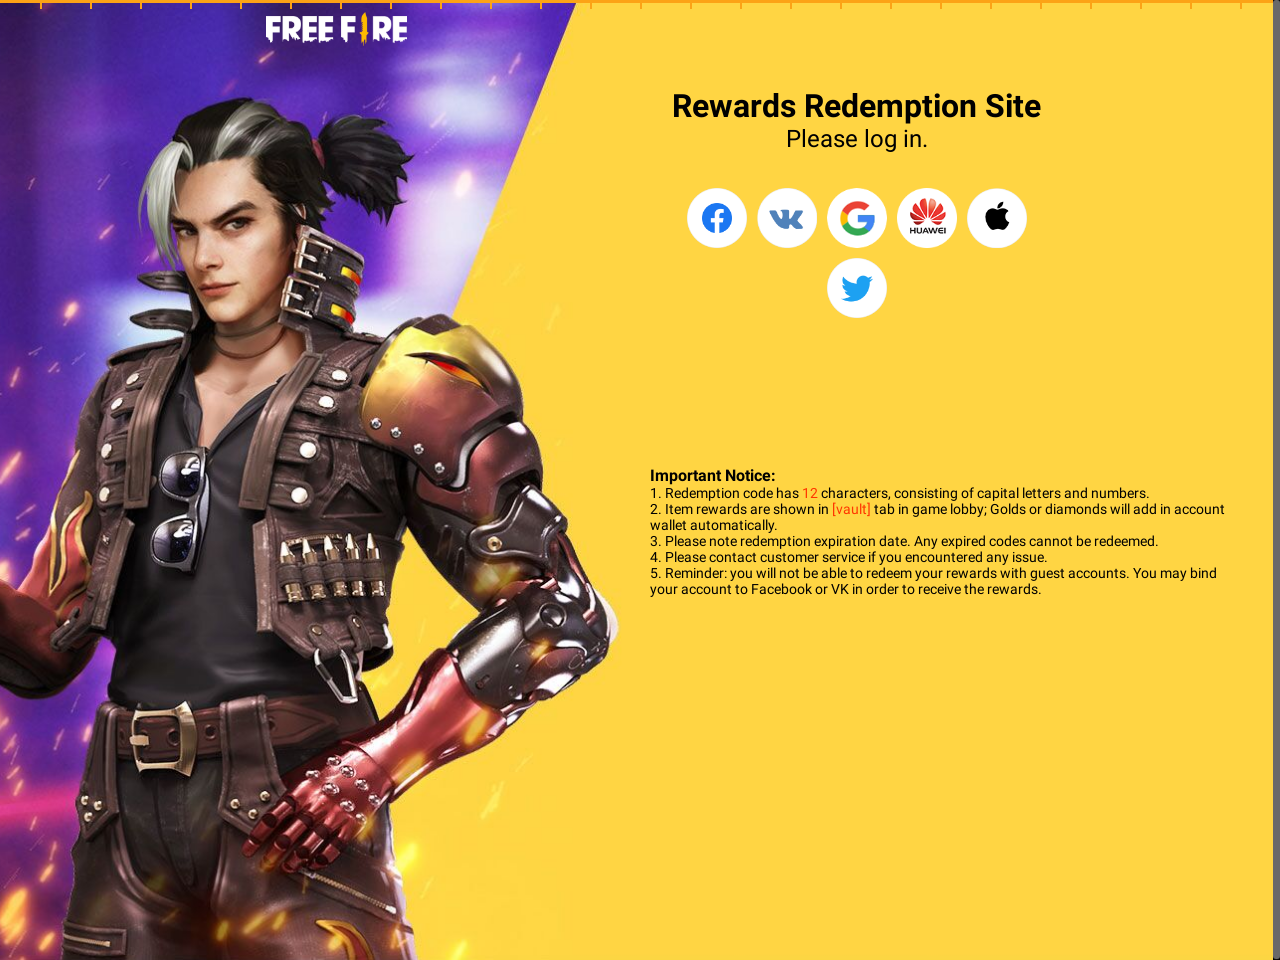 FREE FIRE
Rewards Redemption Site
Please log in.
HUAWEI
Important Notice:
1. Redemption code has 12 characters, consisting of capital letters and numbers.
2. Item rewards are shown in [vault] tab in game lobby; Golds or diamonds will add in account
wallet automatically.
3. Please note redemption expiration date. Any expired codes cannot be redeemed.
4. Please contact customer service if you encountered any issue.
5. Reminder: you will not be able to redeem your rewards with guest accounts. You may bind
your account to Facebook or VK in order to receive the rewards.